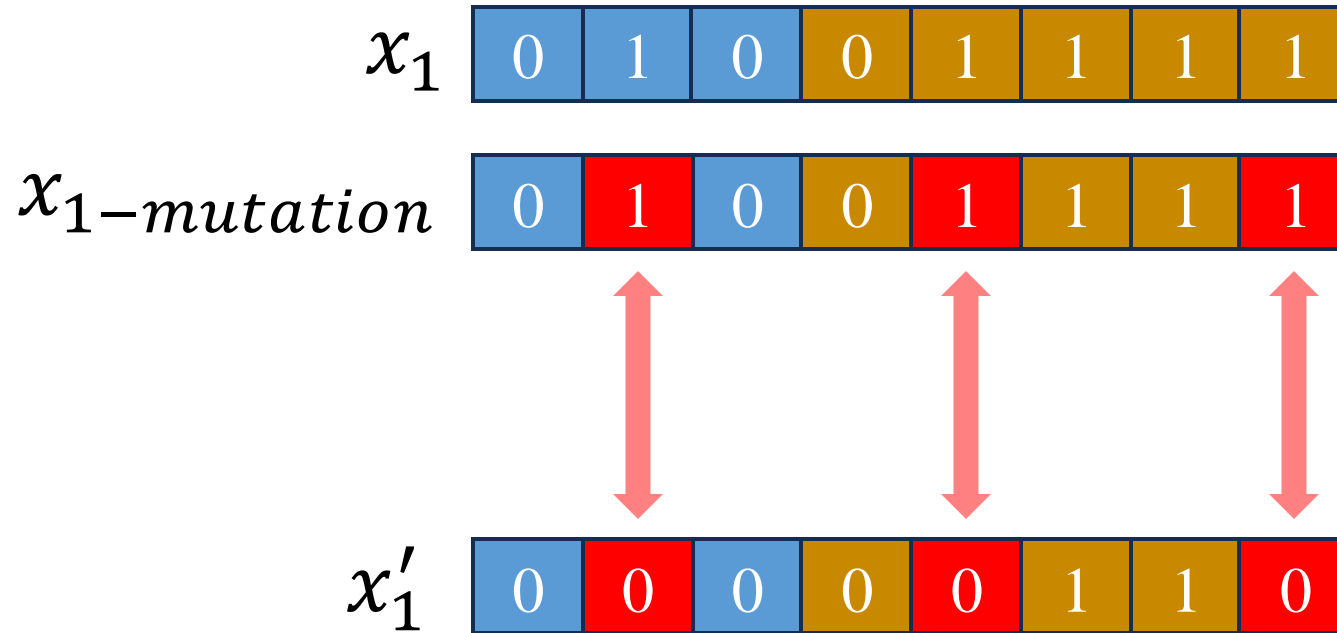 x₁ 0 1 0 0 1 1 1 1
x₁₋mutation 0 1 0 0 1 1 1 1
x₁′ 0 0 0 0 0 1 1 0